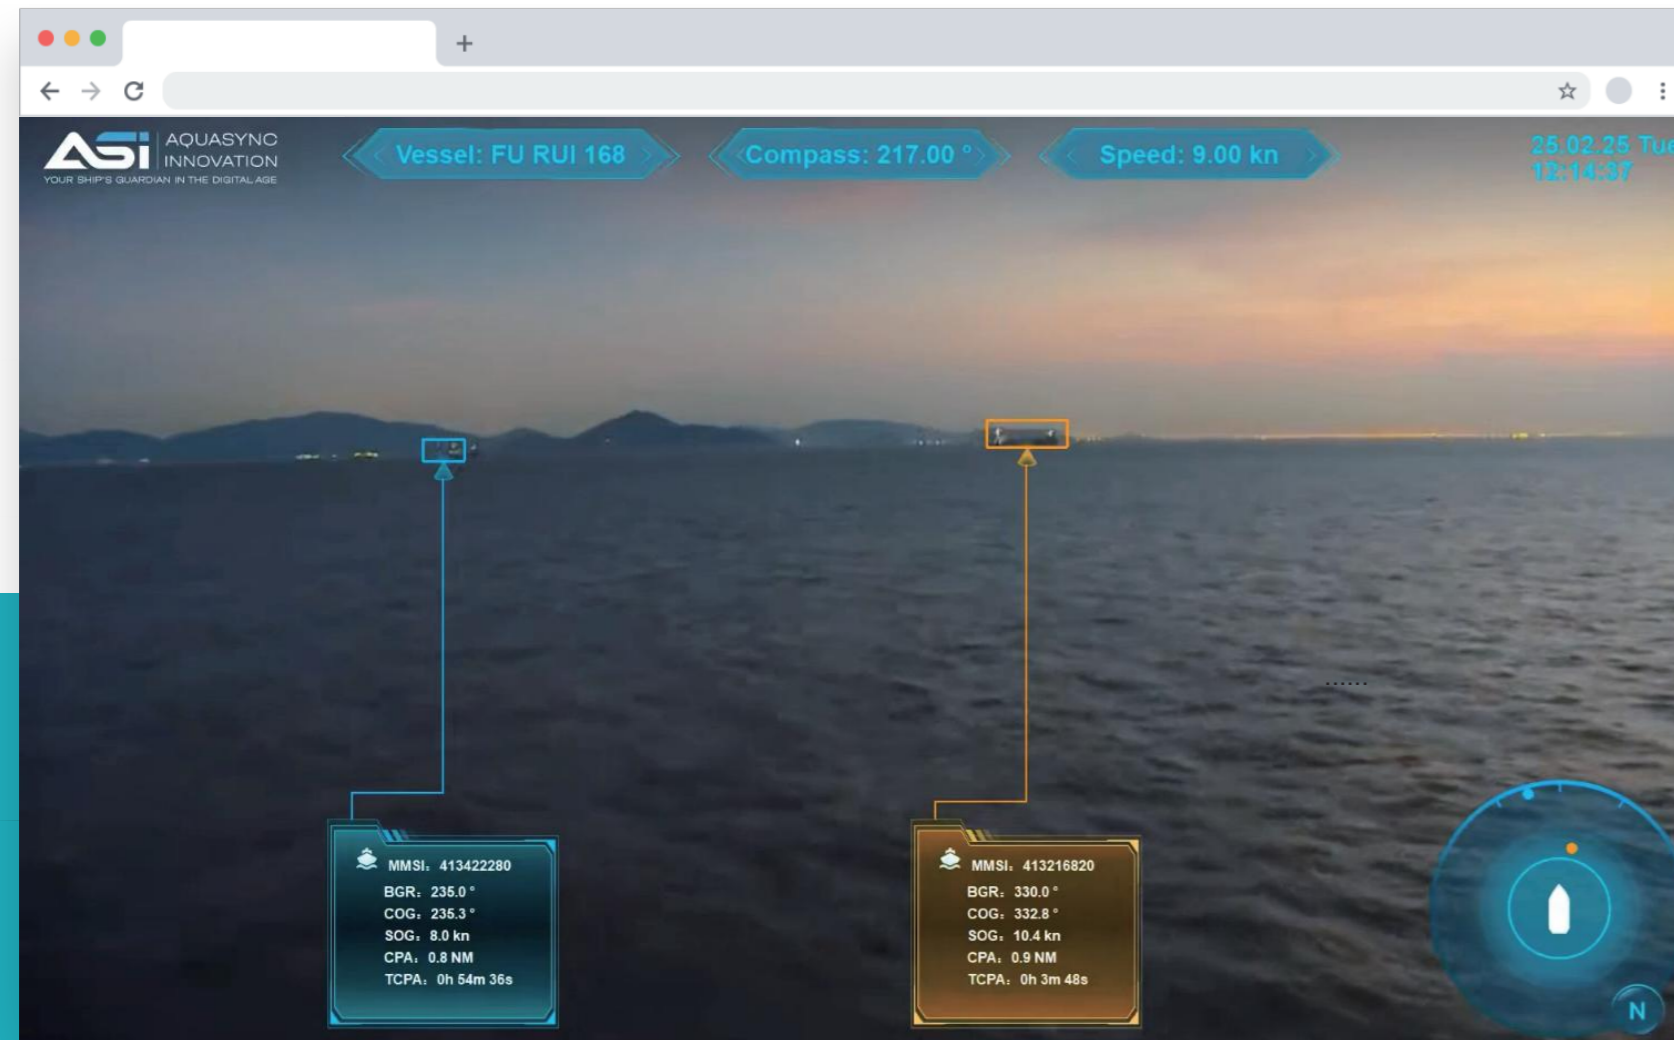 ASi
AQUASYNC
INNOVATION
YOUR SHIP'S GUARDIAN IN THE DIGITAL AGE
Vessel: FU RUI 168
Compass: 217.00 °
Speed: 9.00 kn
25.02.25 Tue
12:14:37
......
MMSI: 413422280
BGR: 235.0 °
COG: 235.3 °
SOG: 8.0 kn
CPA: 0.8 NM
TCPA: 0h 54m 36s
MMSI: 413216820
BGR: 330.0 °
COG: 332.8 °
SOG: 10.4 kn
CPA: 0.9 NM
TCPA: 0h 3m 48s
N